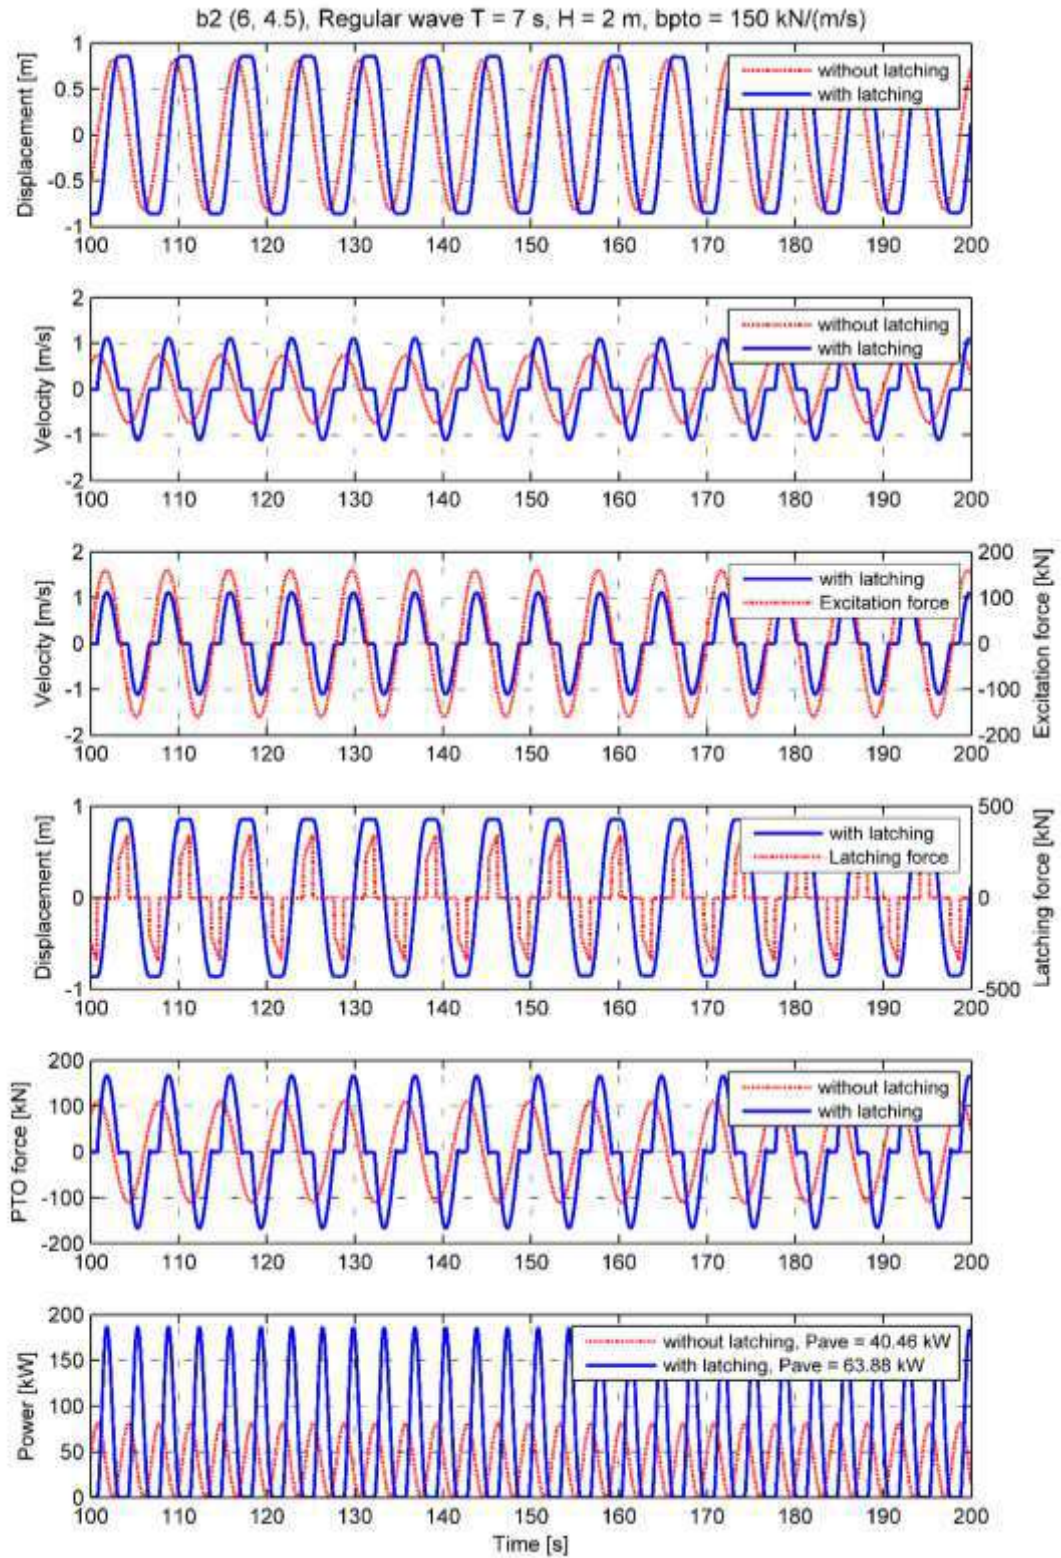 b2 (6, 4.5), Regular wave T = 7 s, H = 2 m, bpto = 150 kN/(m/s)
Displacement [m]
1
0.5
0
-0.5
-1
without latching
with latching
100 110 120 130 140 150 160 170 180 190 200
Velocity [m/s]
2
1
0
-1
-2
without latching
with latching
100 110 120 130 140 150 160 170 180 190 200
Velocity [m/s]
2
1
0
-1
-2
with latching
Excitation force
200
100
0
-100
-200
Excitation force [kN]
100 110 120 130 140 150 160 170 180 190 200
Displacement [m]
1
0
-1
with latching
Latching force
500
0
-500
Latching force [kN]
100 110 120 130 140 150 160 170 180 190 200
PTO force [kN]
200
100
0
-100
-200
without latching
with latching
100 110 120 130 140 150 160 170 180 190 200
Power [kW]
200
150
100
50
0
without latching, Pave = 40.46 kW
with latching, Pave = 63.88 kW
100 110 120 130 140 150 160 170 180 190 200
Time [s]